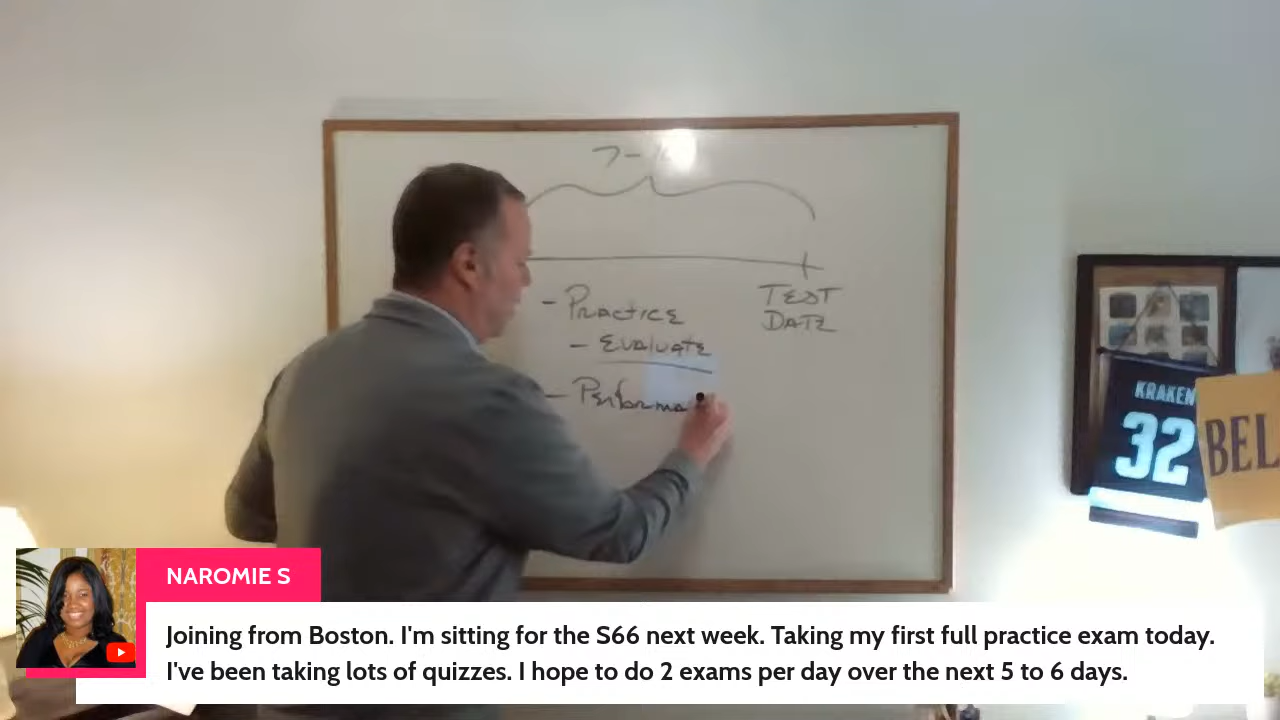 7-
- PRACTICE
- EVALUATE
- Performa
TEST
DATE
KRAKEN
32
BEL
NAROMIE S
Joining from Boston. I'm sitting for the S66 next week. Taking my first full practice exam today.
I've been taking lots of quizzes. I hope to do 2 exams per day over the next 5 to 6 days.